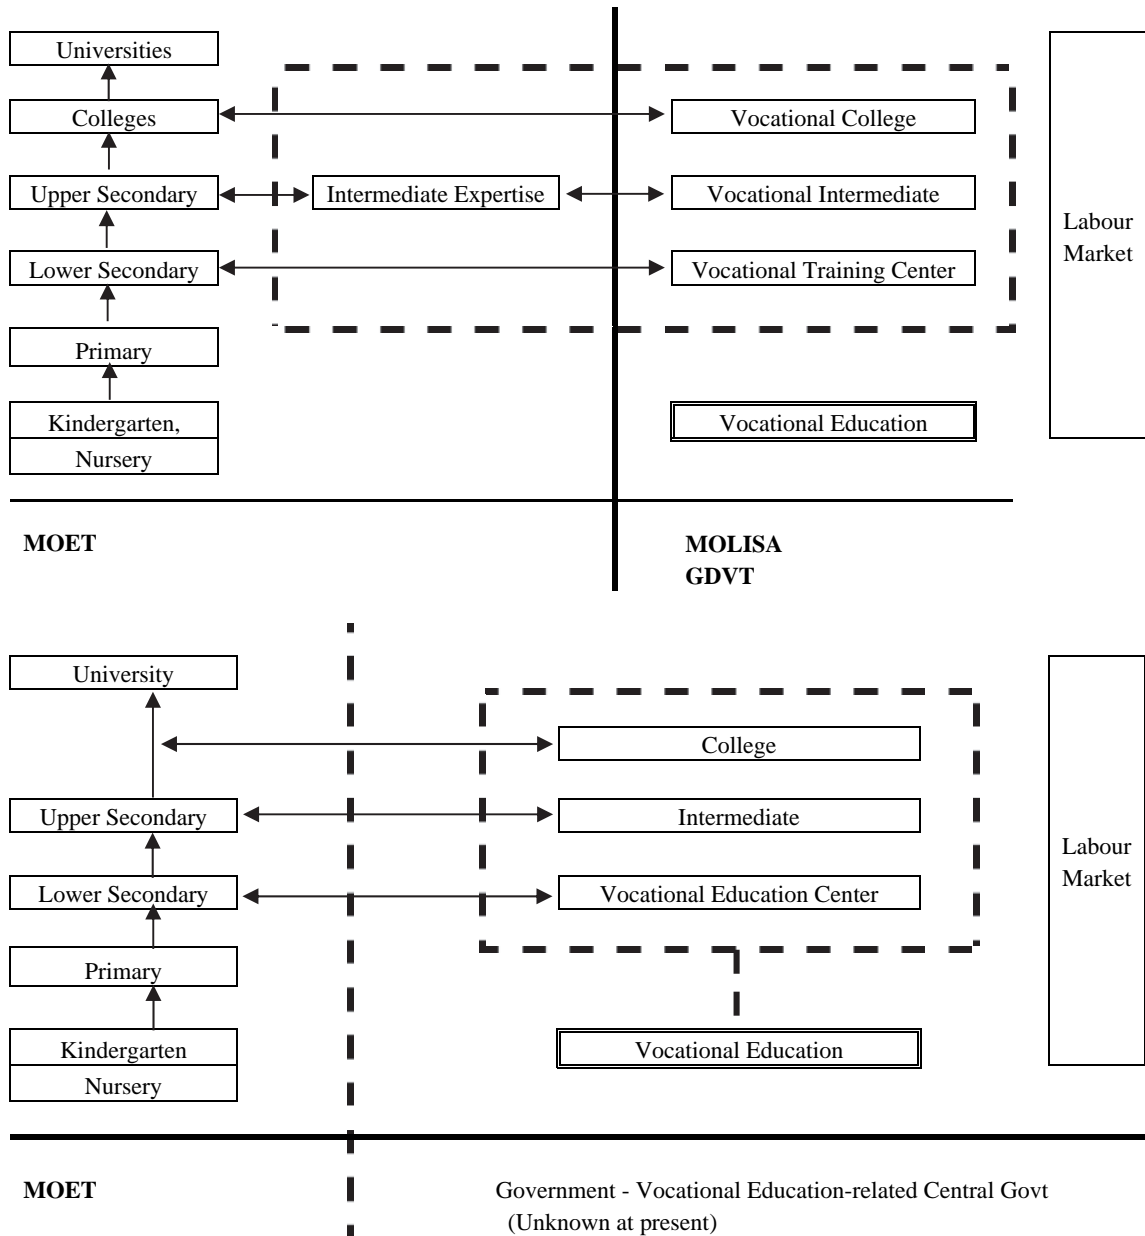 Universities
Colleges
Vocational College
Upper Secondary
Intermediate Expertise
Vocational Intermediate
Lower Secondary
Vocational Training Center
Labour
Market
Primary
Kindergarten,
Nursery
Vocational Education
MOET
MOLISA
GDVT
University
College
Upper Secondary
Intermediate
Lower Secondary
Vocational Education Center
Labour
Market
Primary
Kindergarten
Nursery
Vocational Education
MOET
Government - Vocational Education-related Central Govt
(Unknown at present)